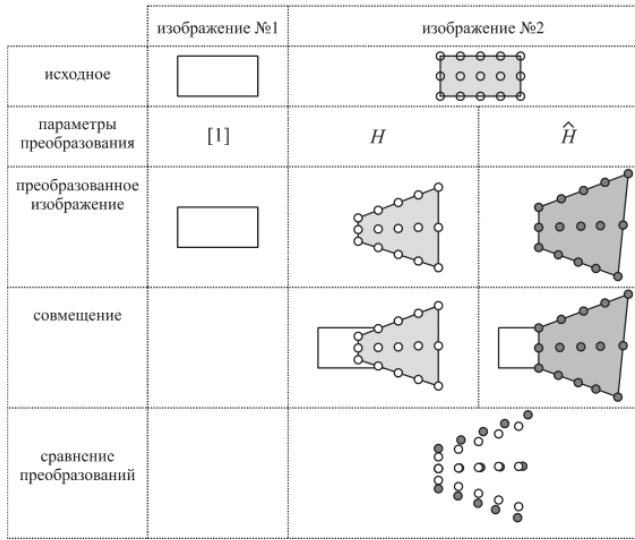 изображение №1
изображение №2
исходное
параметры
преобразования
[1]
H
Ĥ
преобразованное
изображение
совмещение
сравнение
преобразований